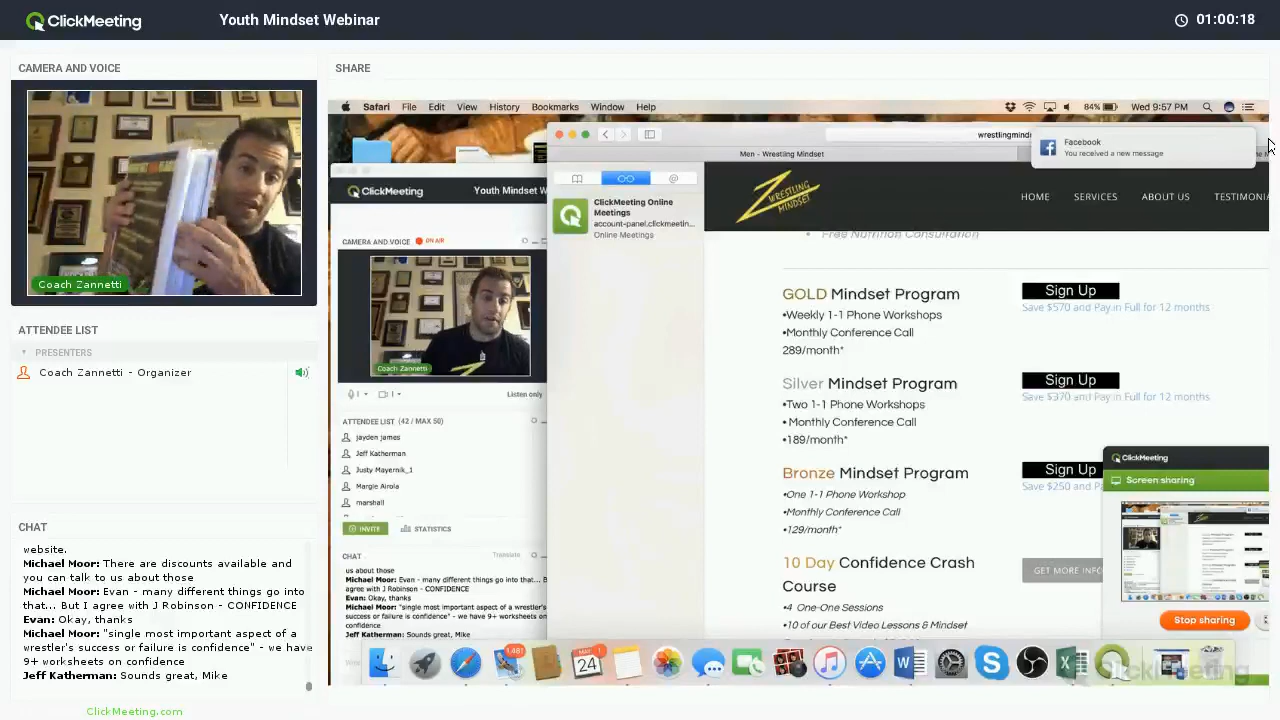 ClickMeeting
Youth Mindset Webinar
01:00:18
CAMERA AND VOICE
Coach Zannetti
ATTENDEE LIST
PRESENTERS
Coach Zannetti - Organizer
CHAT
website.
Michael Moor: There are discounts available and
you can talk to us about those
Michael Moor: Evan - many different things go into
that... But I agree with J Robinson - CONFIDENCE
Evan: Okay, thanks
Michael Moor: "single most important aspect of a
wrestler's success or failure is confidence" - we have
9+ worksheets on confidence
Jeff Katherman: Sounds great, Mike
ClickMeeting.com
SHARE
Safari File Edit View History Bookmarks Window Help
84% Wed 9:57 PM
ClickMeeting
Youth Mindset W
CAMERA AND VOICE ON AIR
Coach Zannetti
Listen only
ATTENDEE LIST (42 / MAX 50)
jayden james
Jeff Katherman
Justy Mayernik_1
Margie Airola
marshall
INVITE STATISTICS
CHAT Translate
us about those
Michael Moor: Evan - many different things go into that... But I
agree with J Robinson - CONFIDENCE
Evan: Okay, thanks
Michael Moor: "single most important aspect of a wrestler's
success or failure is confidence" - we have 9+ worksheets on
confidence
Jeff Katherman: Sounds great, Mike
wrestlingminds
Men - Wrestling Mindset
Facebook
You received a new message
ClickMeeting Online
Meetings
account-panel.clickmeetin...
Online Meetings
WRESTLING
MINDSET
HOME SERVICES ABOUT US TESTIMONIA
Free Nutrition Consultation
GOLD Mindset Program
•Weekly 1-1 Phone Workshops
•Monthly Conference Call
289/month*
Sign Up
Save $570 and Pay in Full for 12 months
Silver Mindset Program
•Two 1-1 Phone Workshops
• Monthly Conference Call
•189/month*
Sign Up
Save $370 and Pay in Full for 12 months
Bronze Mindset Program
•One 1-1 Phone Workshop
•Monthly Conference Call
•129/month*
Sign Up
Save $250 and Pa
10 Day Confidence Crash
Course
•4 One-One Sessions
•10 of our Best Video Lessons & Mindset
GET MORE INFO
ClickMeeting
Screen sharing
Stop sharing
1,481
24
ClickMeeting